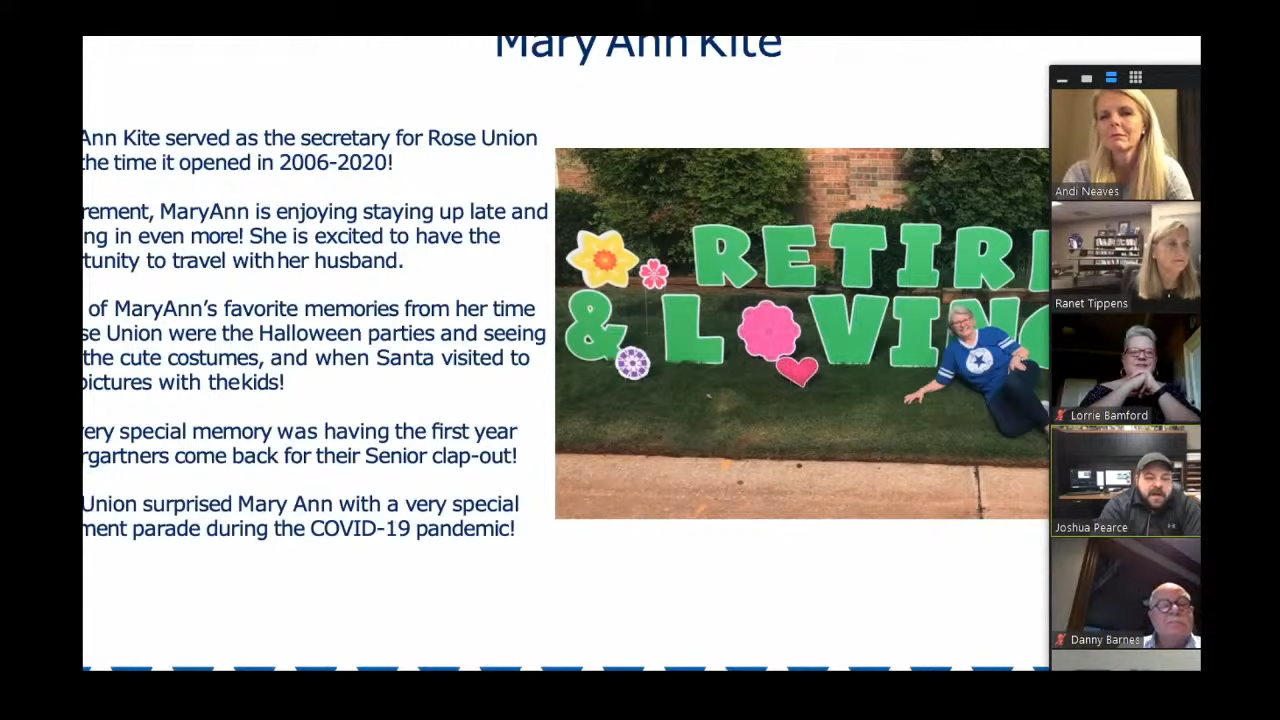 Mary Ann Kite
Ann Kite served as the secretary for Rose Union
the time it opened in 2006-2020!
rement, MaryAnn is enjoying staying up late and
ng in even more! She is excited to have the
tunity to travel with her husband.
of MaryAnn's favorite memories from her time
se Union were the Halloween parties and seeing
the cute costumes, and when Santa visited to
pictures with the kids!
ery special memory was having the first year
rgartners come back for their Senior clap-out!
Union surprised Mary Ann with a very special
ment parade during the COVID-19 pandemic!
RETIR
& LOVING
Andi Neaves
Ranet Tippens
Lorrie Bamford
Joshua Pearce
Danny Barnes